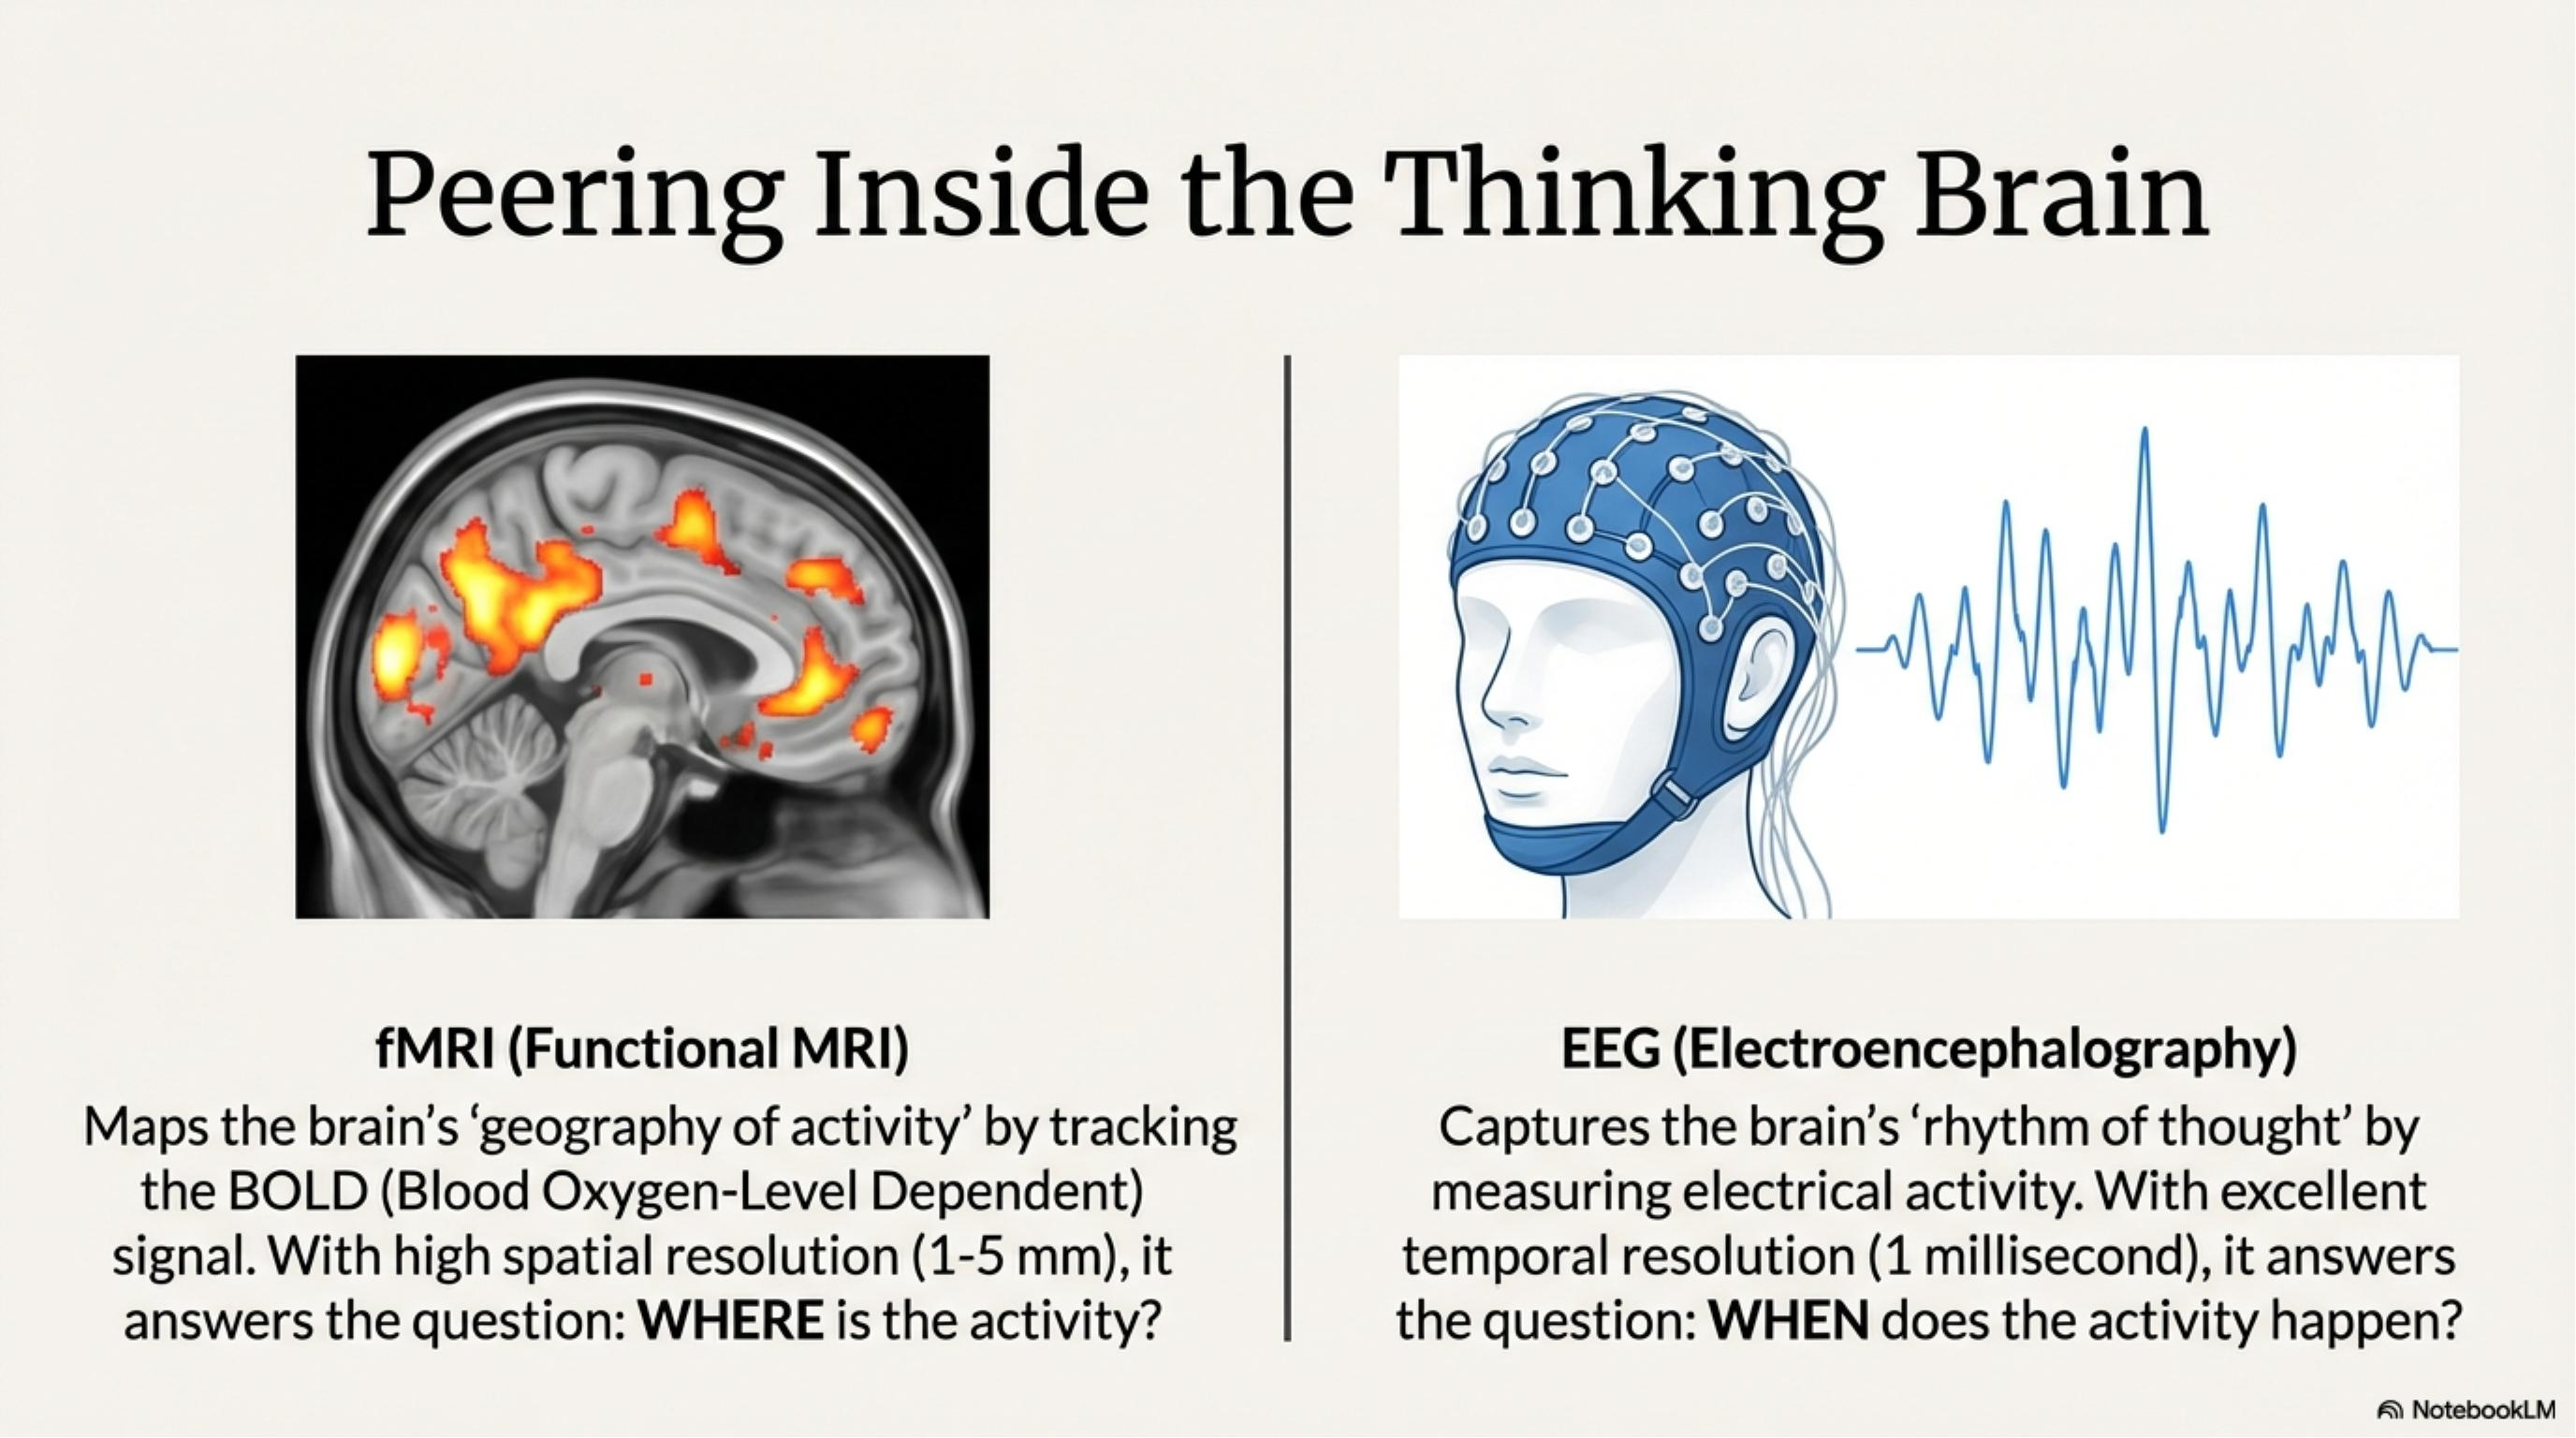 Peering Inside the Thinking Brain
fMRI (Functional MRI)
Maps the brain’s ‘geography of activity’ by tracking
the BOLD (Blood Oxygen-Level Dependent)
signal. With high spatial resolution (1-5 mm), it
answers the question: WHERE is the activity?
EEG (Electroencephalography)
Captures the brain’s ‘rhythm of thought’ by
measuring electrical activity. With excellent
temporal resolution (1 millisecond), it answers
the question: WHEN does the activity happen?
NotebookLM